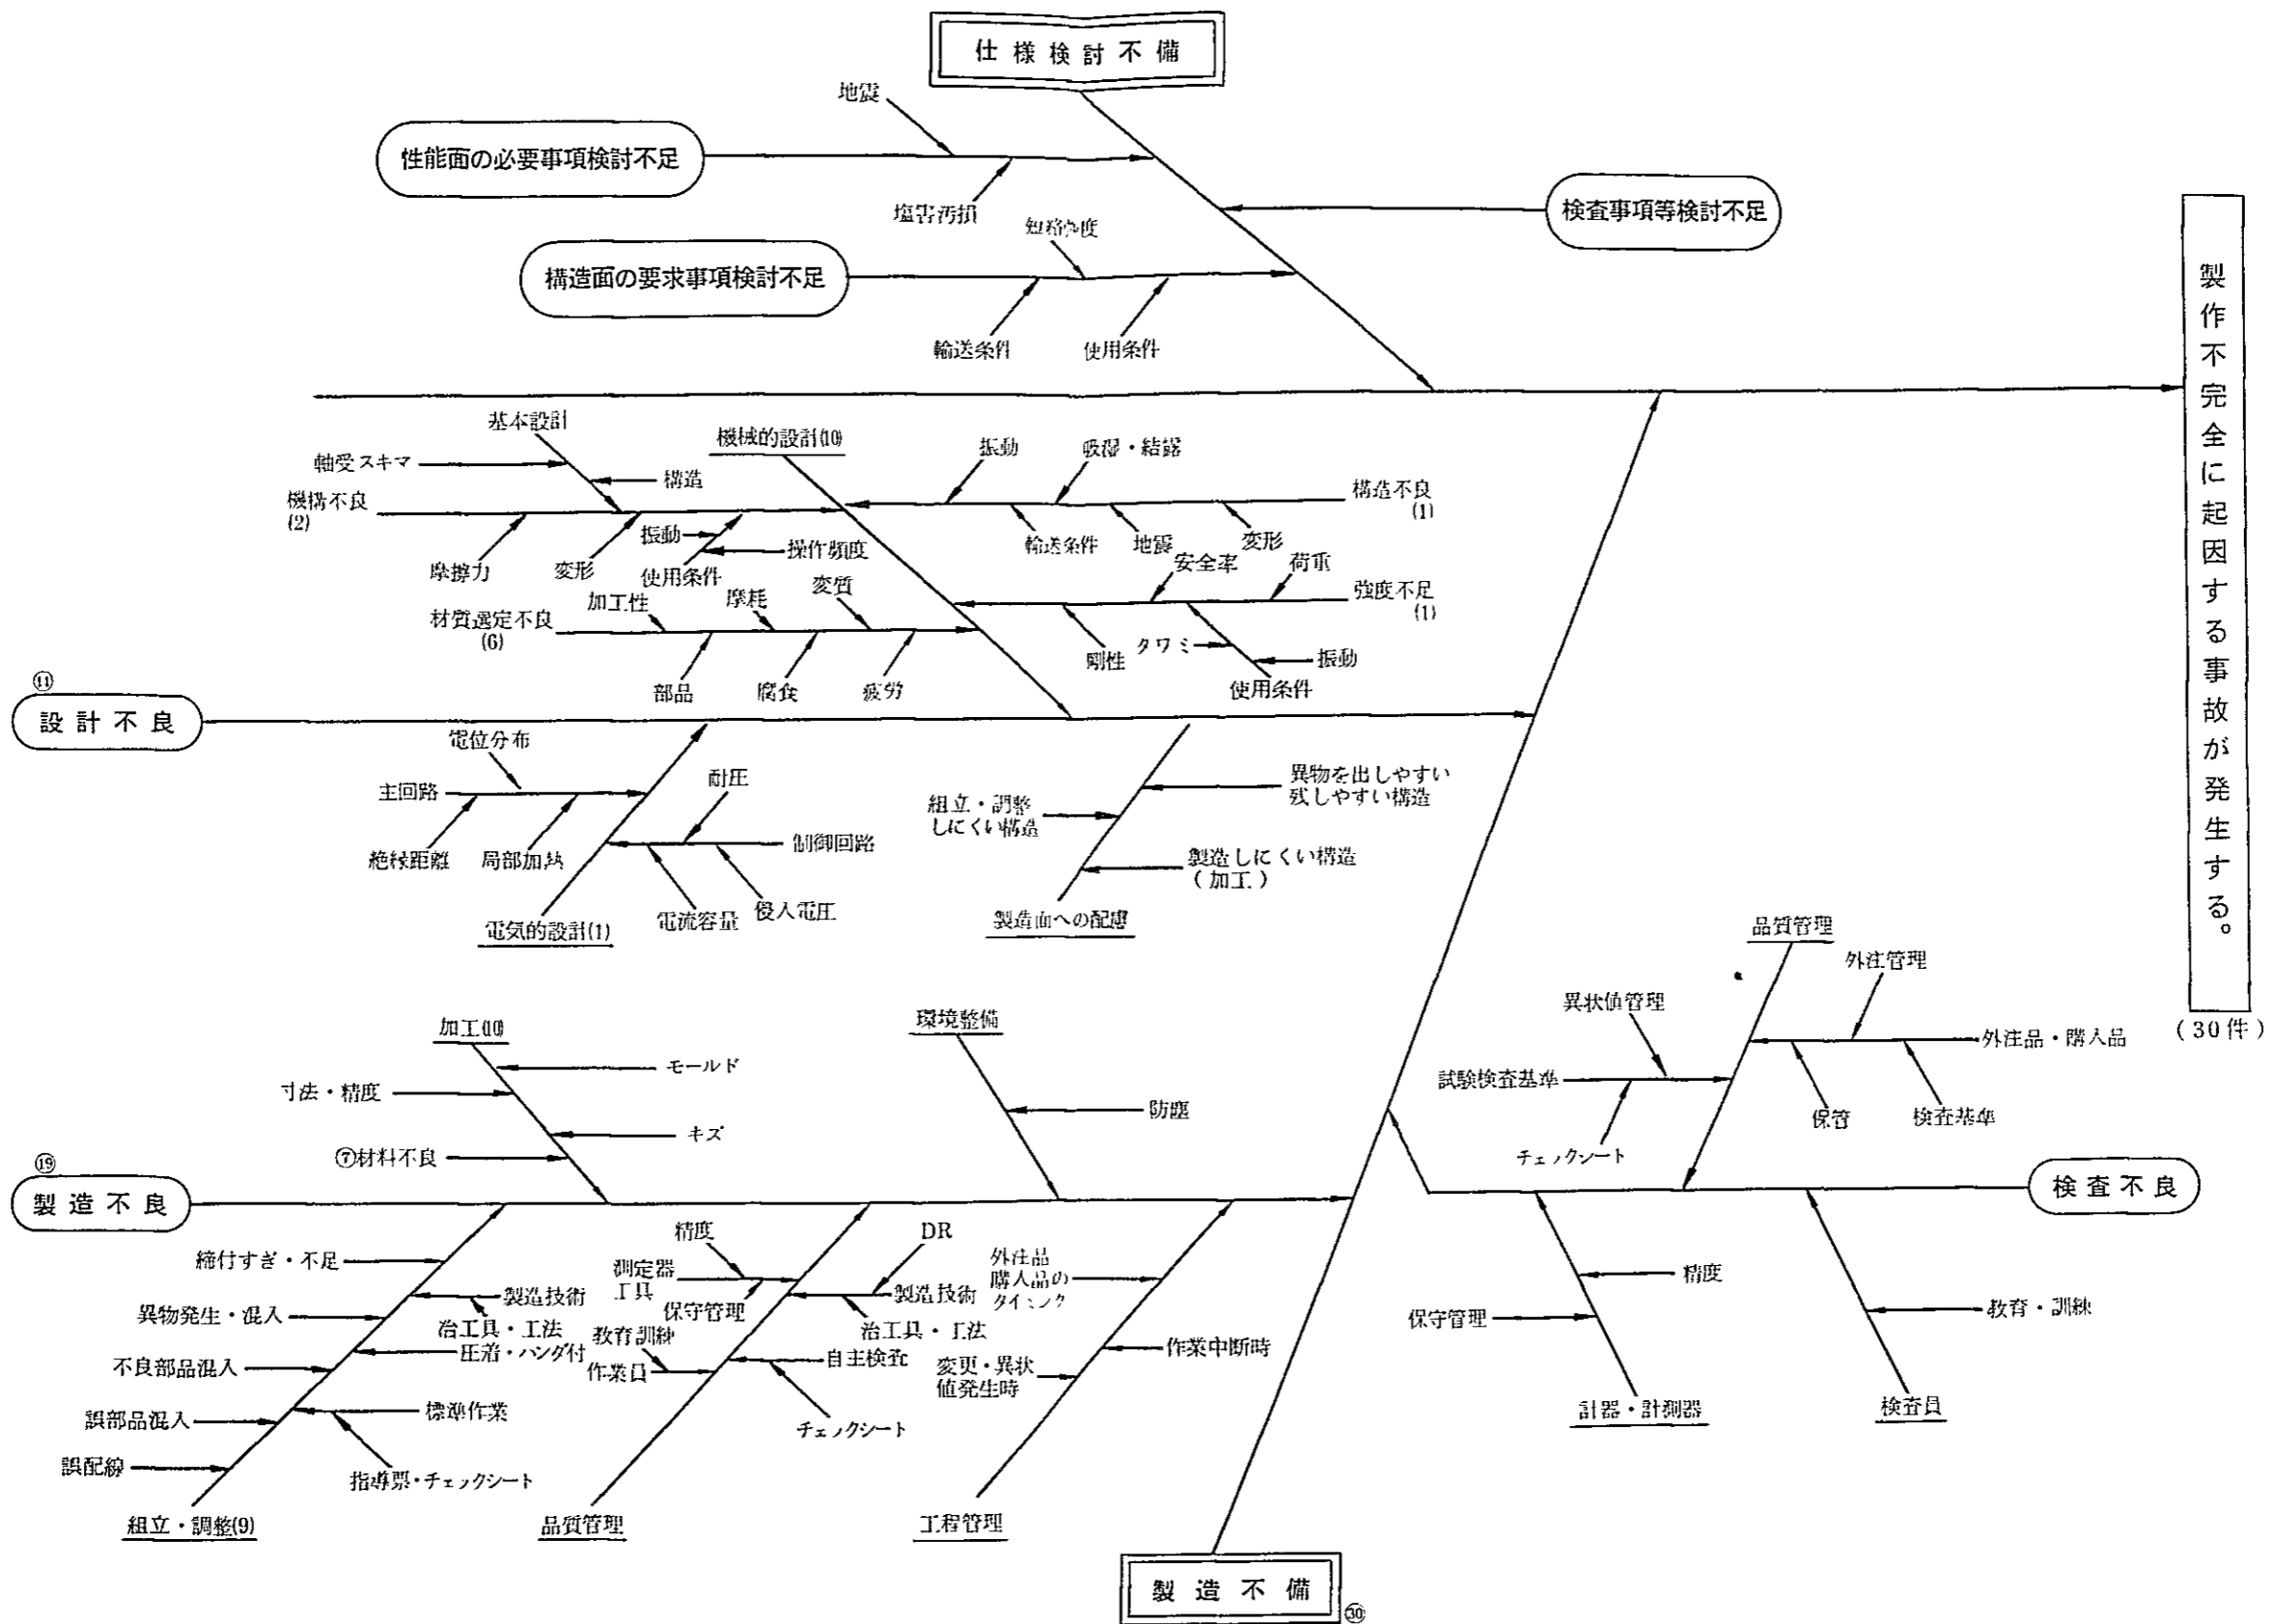 仕様検討不備
地震
性能面の必要事項検討不足
塩害汚損
検査事項等検討不足
構造面の要求事項検討不足
輸送条件
使用条件
製作不完全に起因する事故が発生する。
(30件)
基本設計
軸受スキマ
構造
機構不良
(2)
摩擦力
変形
振動
操作頻度
使用条件
機械的設計(10)
振動
吸湿・結露
構造不良
(1)
輸送条件
地震
変形
安全率
荷重
強度不足
(1)
剛性
タワミ
振動
使用条件
加工性
摩耗
変質
材質選定不良
(6)
部品
腐食
疲労
⑪
設計不良
電位分布
主回路
絶縁距離
局部加熱
耐圧
制御回路
電流容量
侵入電圧
電気的設計(1)
異物を出しやすい
残しやすい構造
組立・調整
しにくい構造
製造しにくい構造
(加工)
製造面への配慮
加工(10)
モールド
寸法・精度
キズ
⑦材料不良
環境整備
防塵
⑲
製造不良
締付すぎ・不足
製造技術
異物発生・混入
冶工具・工法
圧着・ハンダ付
不良部品混入
誤部品混入
標準作業
誤配線
指導票・チェックシート
組立・調整(9)
精度
測定器
工具
保守管理
DR
製造技術
冶工具・工法
教育訓練
作業員
自主検査
チェックシート
品質管理
外注品
購入品の
タイミング
作業中断時
変更・異状
値発生時
工程管理
品質管理
外注管理
異状値管理
外注品・購入品
試験検査基準
保管
検査基準
チェックシート
検査不良
精度
保守管理
教育・訓練
計器・計測器
検査員
製造不備
㉚